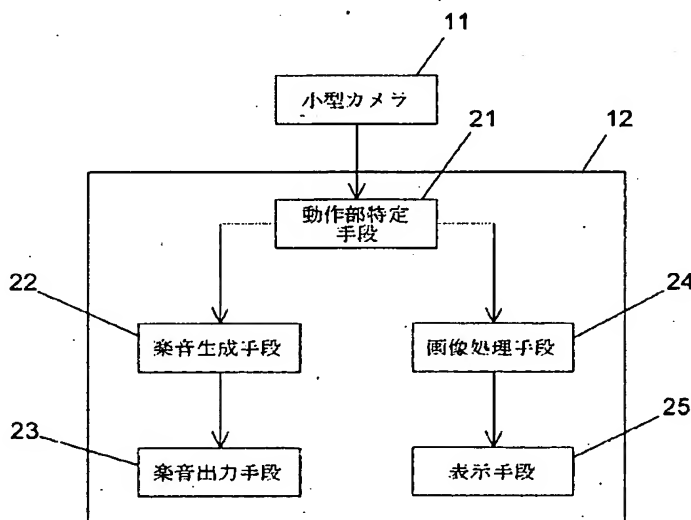 11
小型カメラ
21
12
動作部特定
手段
22
楽音生成手段
24
画像処理手段
23
楽音出力手段
25
表示手段